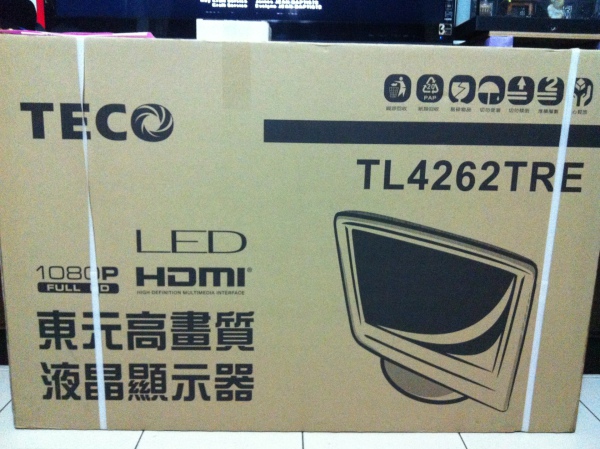 TECO
PAP
TL4262TRE
LED
1080P
FULL HD
HDMI®
HIGH DEFINITION MULTIMEDIA INTERFACE
東元高畫質
液晶顯示器